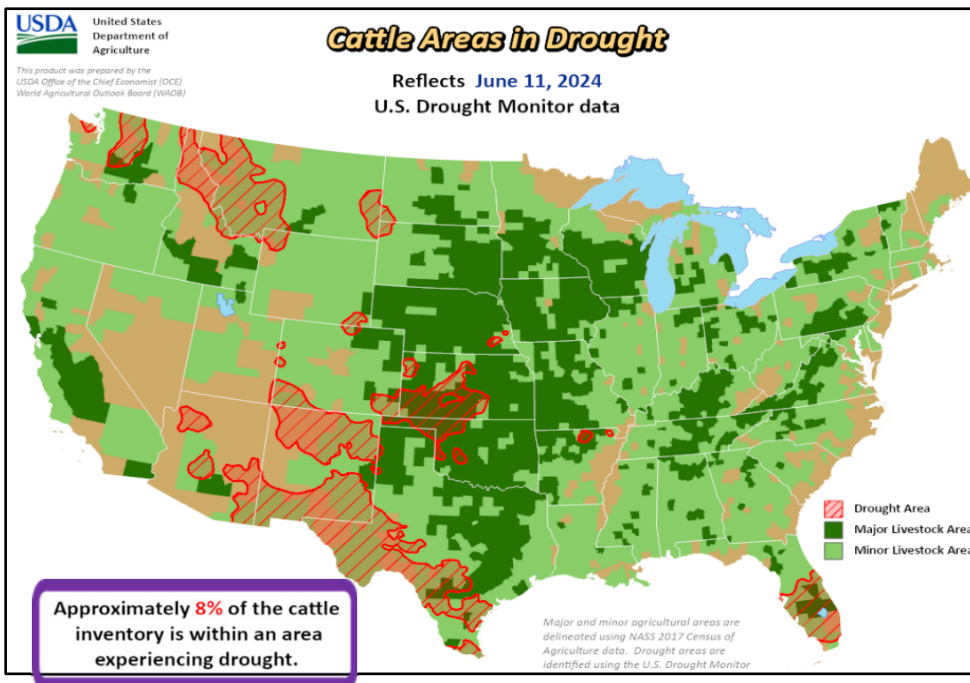 USDA
United States
Department of
Agriculture
This product was prepared by the
USDA Office of the Chief Economist (OCE)
World Agricultural Outlook Board (WAOB)
Cattle Areas in Drought
Reflects June 11, 2024
U.S. Drought Monitor data
Drought Area
Major Livestock Area
Minor Livestock Area
Approximately 8% of the cattle
inventory is within an area
experiencing drought.
Major and minor agricultural areas are
delineated using NASS 2017 Census of
Agriculture data. Drought areas are
identified using the U.S. Drought Monitor